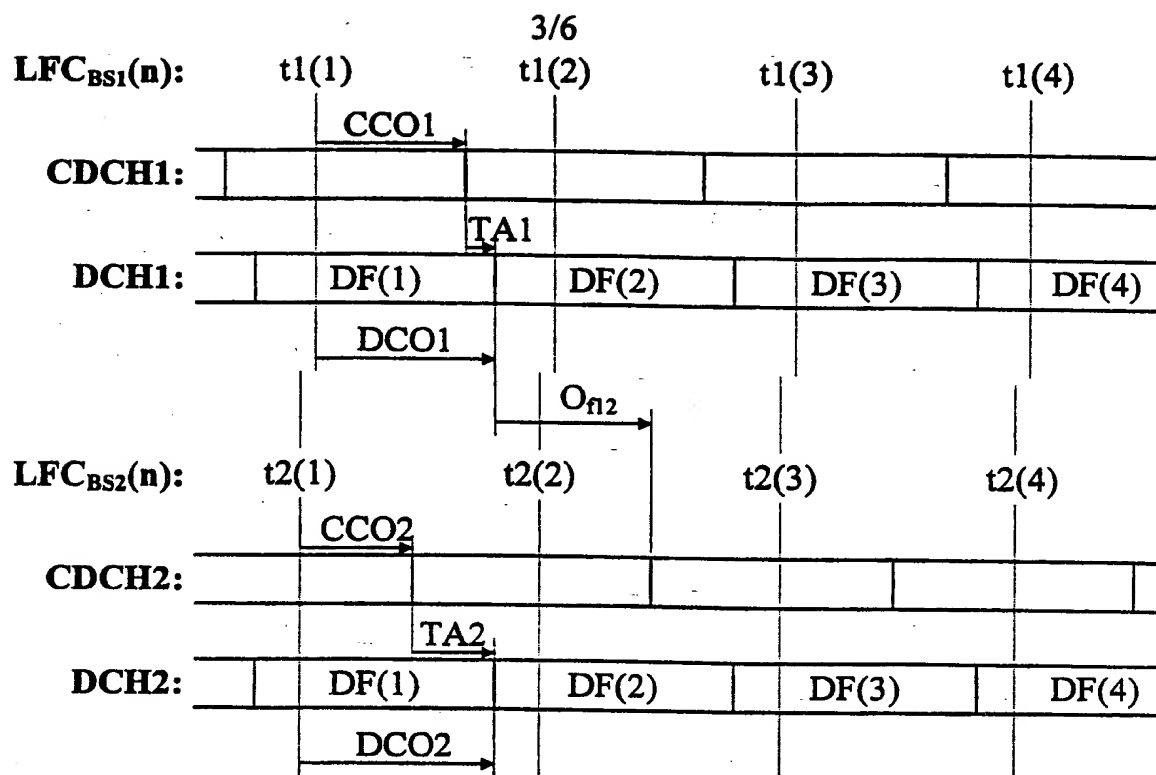 3/6
LFC_BS1(n): t1(1) t1(2) t1(3) t1(4)
CCO1
CDCH1:
TA1
DCH1: DF(1) DF(2) DF(3) DF(4)
DCO1
O_f12
LFC_BS2(n): t2(1) t2(2) t2(3) t2(4)
CCO2
CDCH2:
TA2
DCH2: DF(1) DF(2) DF(3) DF(4)
DCO2